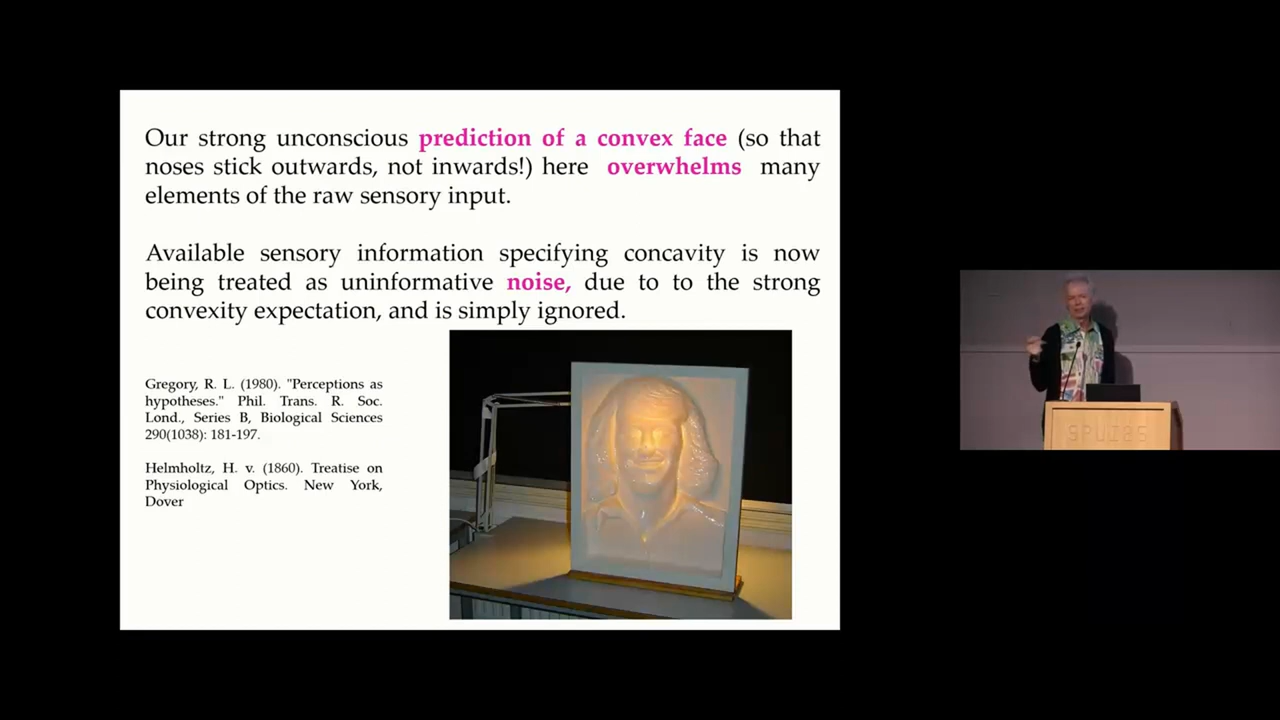 Our strong unconscious prediction of a convex face (so that
noses stick outwards, not inwards!) here overwhelms many
elements of the raw sensory input.
Available sensory information specifying concavity is now
being treated as uninformative noise, due to to the strong
convexity expectation, and is simply ignored.
Gregory, R. L. (1980). "Perceptions as
hypotheses." Phil. Trans. R. Soc.
Lond., Series B, Biological Sciences
290(1038): 181-197.
Helmholtz, H. v. (1860). Treatise on
Physiological Optics. New York,
Dover